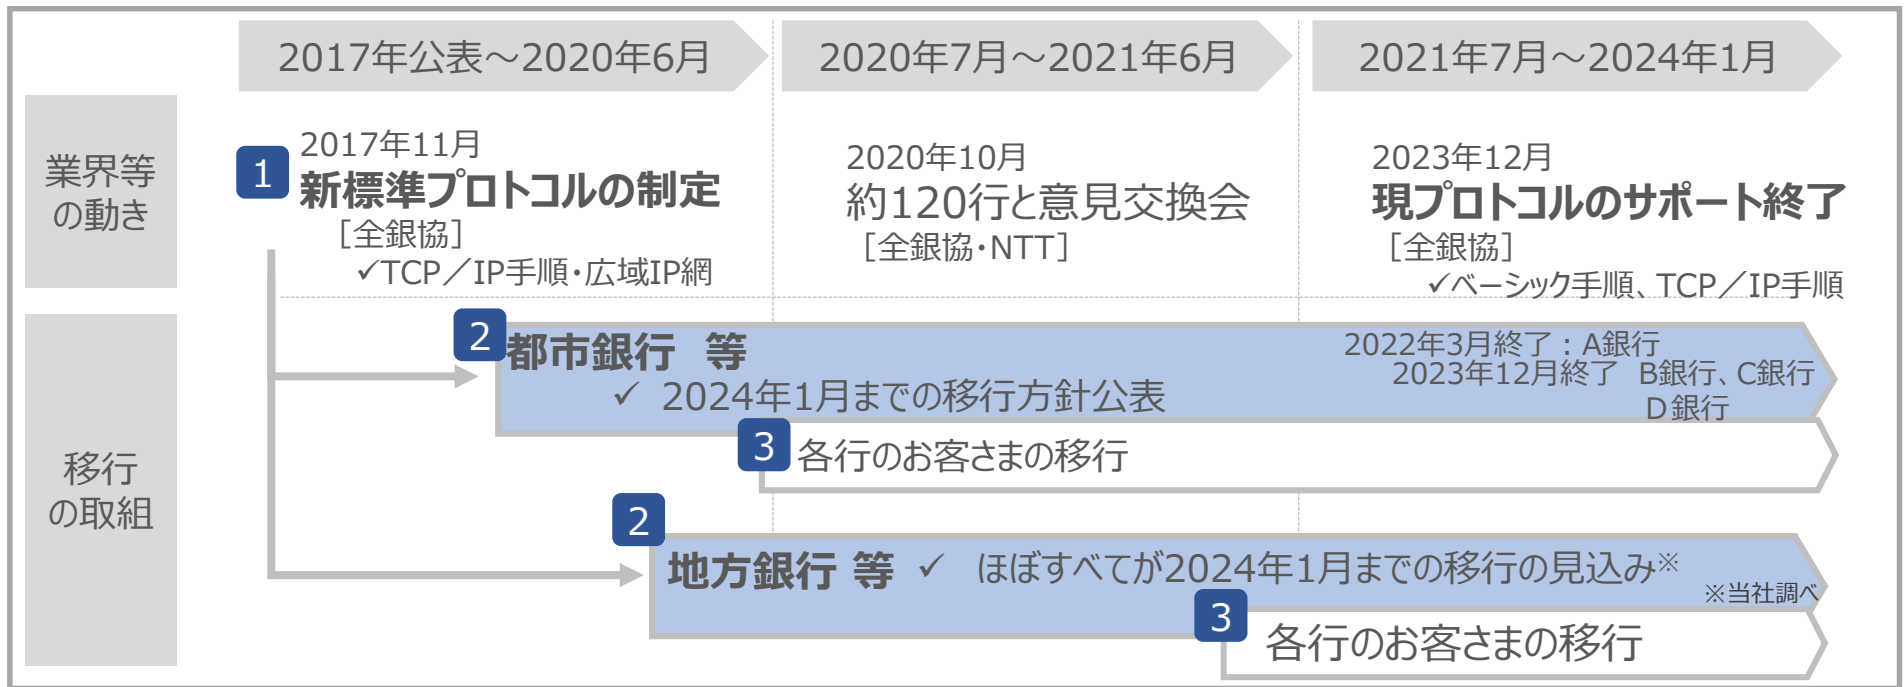 2017年公表～2020年6月
2020年7月～2021年6月
2021年7月～2024年1月
業界等
の動き
1
2017年11月
新標準プロトコルの制定
［全銀協］
✓TCP／IP手順・広域IP網
2020年10月
約120行と意見交換会
［全銀協・NTT］
2023年12月
現プロトコルのサポート終了
［全銀協］
✓ベーシック手順、TCP／IP手順
移行
の取組
2
都市銀行 等
✓ 2024年1月までの移行方針公表
2022年3月終了：A銀行
2023年12月終了 B銀行、C銀行
Ｄ銀行
3
各行のお客さまの移行
2
地方銀行 等 ✓ ほぼすべてが2024年1月までの移行の見込み※
※当社調べ
3
各行のお客さまの移行